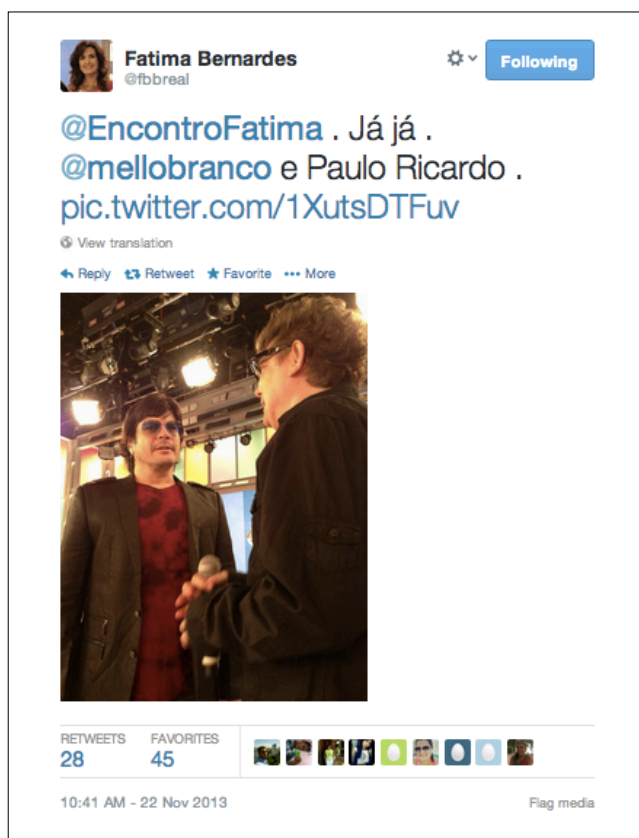 Fatima Bernardes
@fbbreal
Following
@EncontroFatima . Já já .
@mellobranco e Paulo Ricardo .
pic.twitter.com/1XutsDTFuv
View translation
Reply Retweet Favorite More
RETWEETS FAVORITES
28 45
10:41 AM - 22 Nov 2013 Flag media